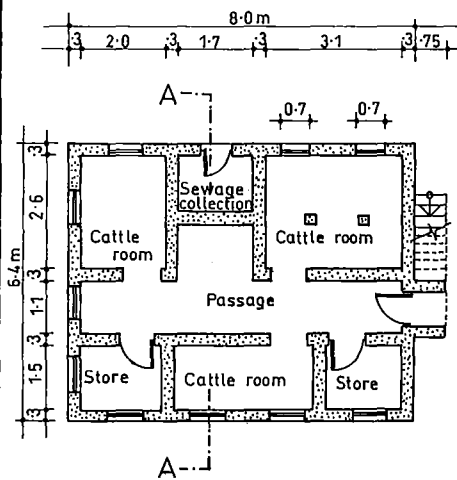 8·0m
·3 2·0 ·3 1·7 ·3 3·1 ·3 ·75
A
0·7 0·7
Sewage
collection
Cattle
room
Cattle room
Passage
Store
Cattle room
Store
A
6·4m
·3
2·6
·3
1·1
·3
1·5
·3